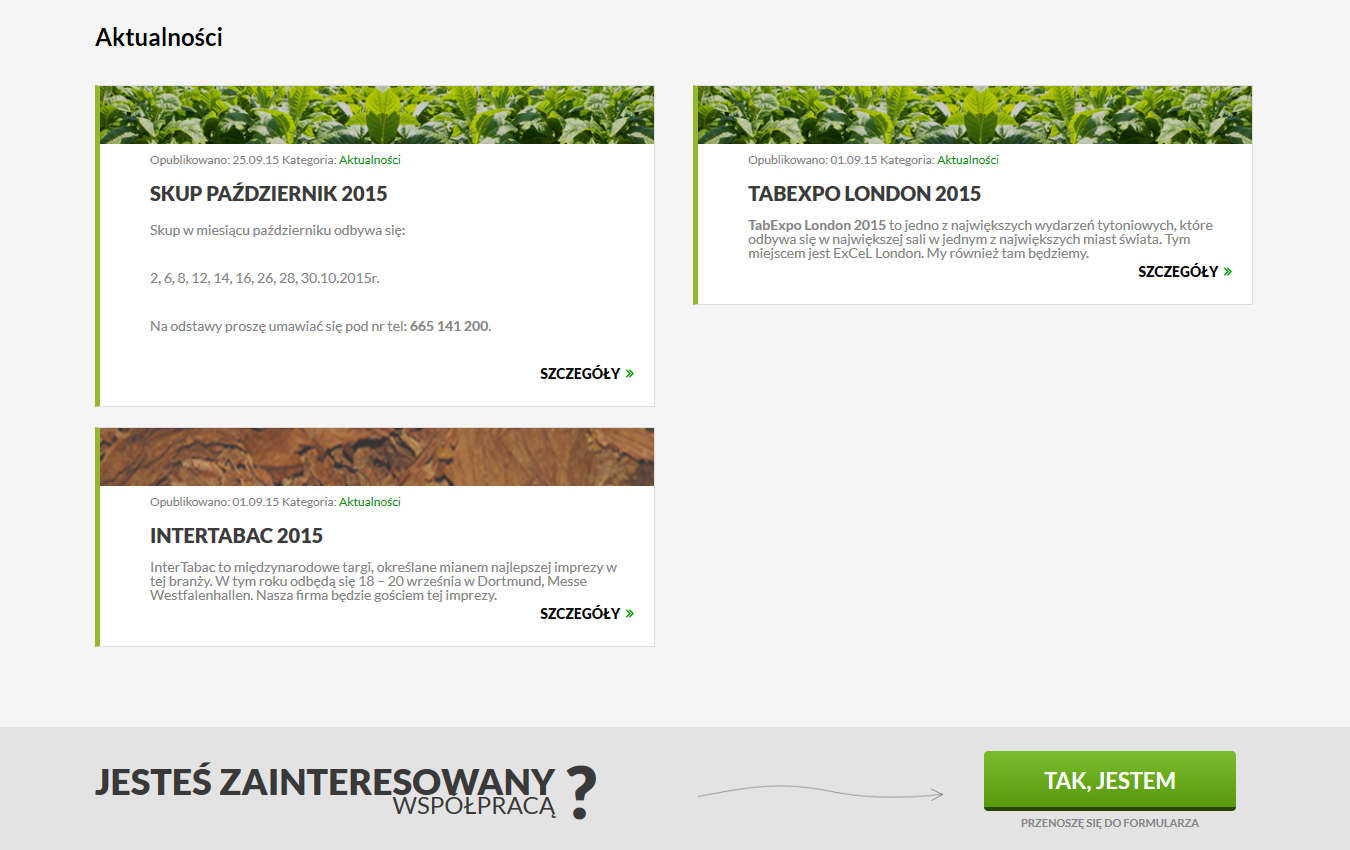 Aktualności
Opublikowano: 25.09.15 Kategoria: Aktualności
SKUP PAŹDZIERNIK 2015
Skup w miesiącu październiku odbywa się:
2, 6, 8, 12, 14, 16, 26, 28, 30.10.2015r.
Na odstawy proszę umawiać się pod nr tel: 665 141 200.
SZCZEGÓŁY »
Opublikowano: 01.09.15 Kategoria: Aktualności
TABEXPO LONDON 2015
TabExpo London 2015 to jedno z największych wydarzeń tytoniowych, które
odbywa się w największej sali w jednym z największych miast świata. Tym
miejscem jest ExCeL London. My również tam będziemy.
SZCZEGÓŁY »
Opublikowano: 01.09.15 Kategoria: Aktualności
INTERTABAC 2015
InterTabac to międzynarodowe targi, określane mianem najlepszej imprezy w
tej branży. W tym roku odbędą się 18 – 20 września w Dortmund, Messe
Westfalenhallen. Nasza firma będzie gościem tej imprezy.
SZCZEGÓŁY »
JESTEŚ ZAINTERESOWANY
WSPÓŁPRACĄ ?
TAK, JESTEM
PRZENOSZĘ SIĘ DO FORMULARZA